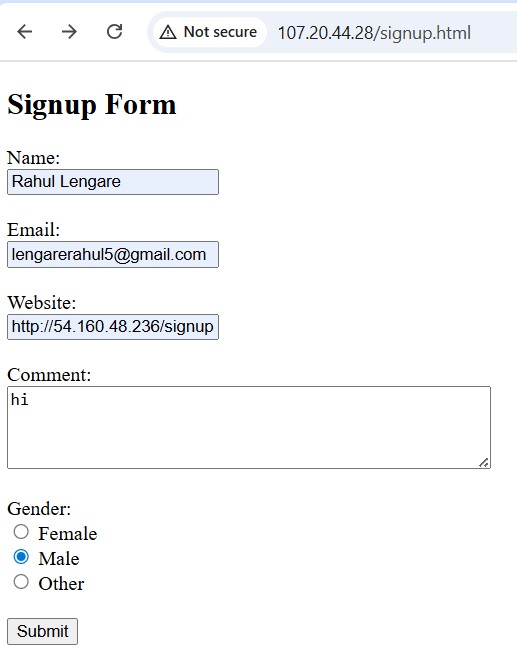 Not secure 107.20.44.28/signup.html
Signup Form
Name:
Rahul Lengare
Email:
lengarerahul5@gmail.com
Website:
http://54.160.48.236/signup
Comment:
hi
Gender:
Female
Male
Other
Submit